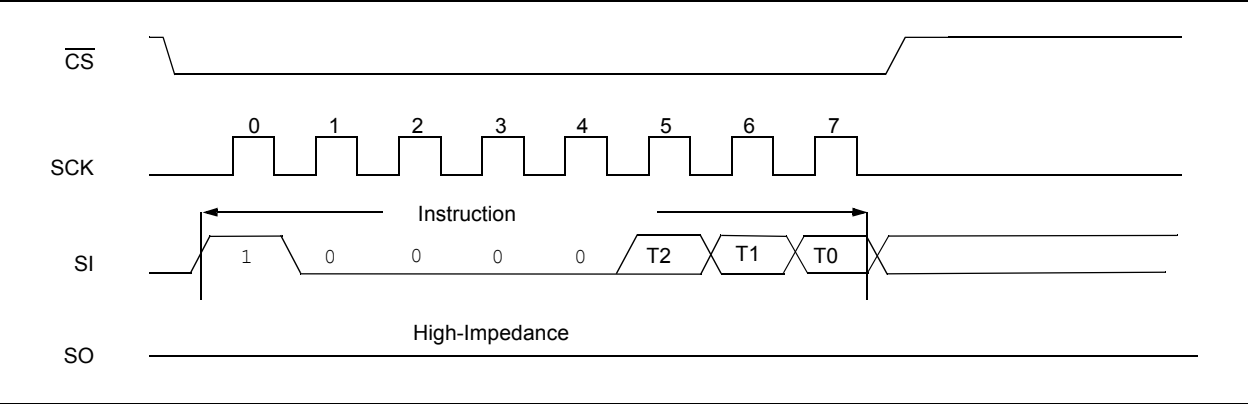 CS
0 1 2 3 4 5 6 7
SCK
Instruction
SI 1 0 0 0 0 T2 T1 T0
High-Impedance
SO